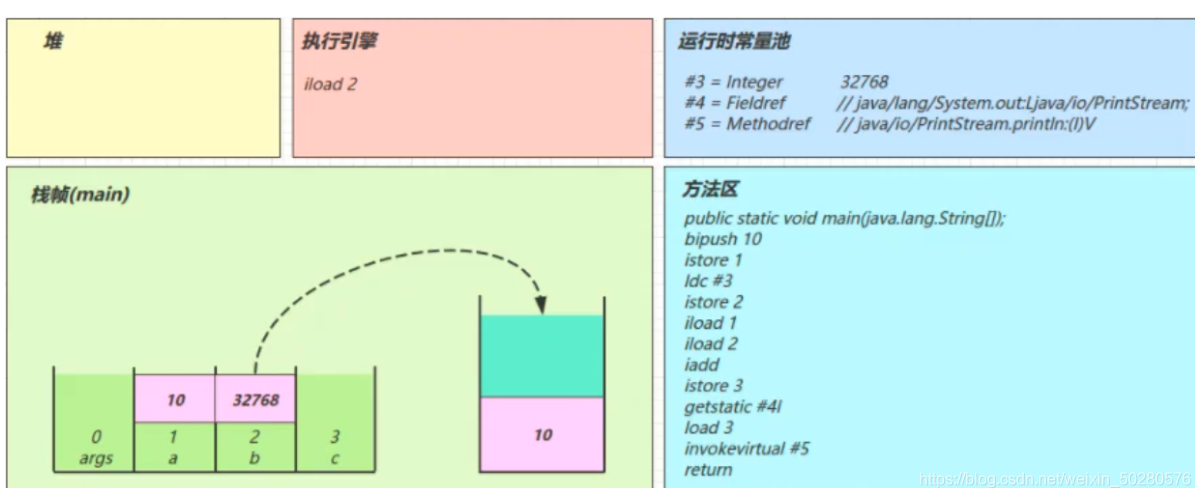 堆
执行引擎
iload 2
运行时常量池
#3 = Integer 32768
#4 = Fieldref // java/lang/System.out:Ljava/io/PrintStream;
#5 = Methodref // java/io/PrintStream.println:(I)V
栈帧(main)
10 32768
0 1 2 3
args a b c
10
方法区
public static void main(java.lang.String[]);
bipush 10
istore 1
ldc #3
istore 2
iload 1
iload 2
iadd
istore 3
getstatic #4l
load 3
invokevirtual #5
return
https://blog.csdn.net/weixin_50280576